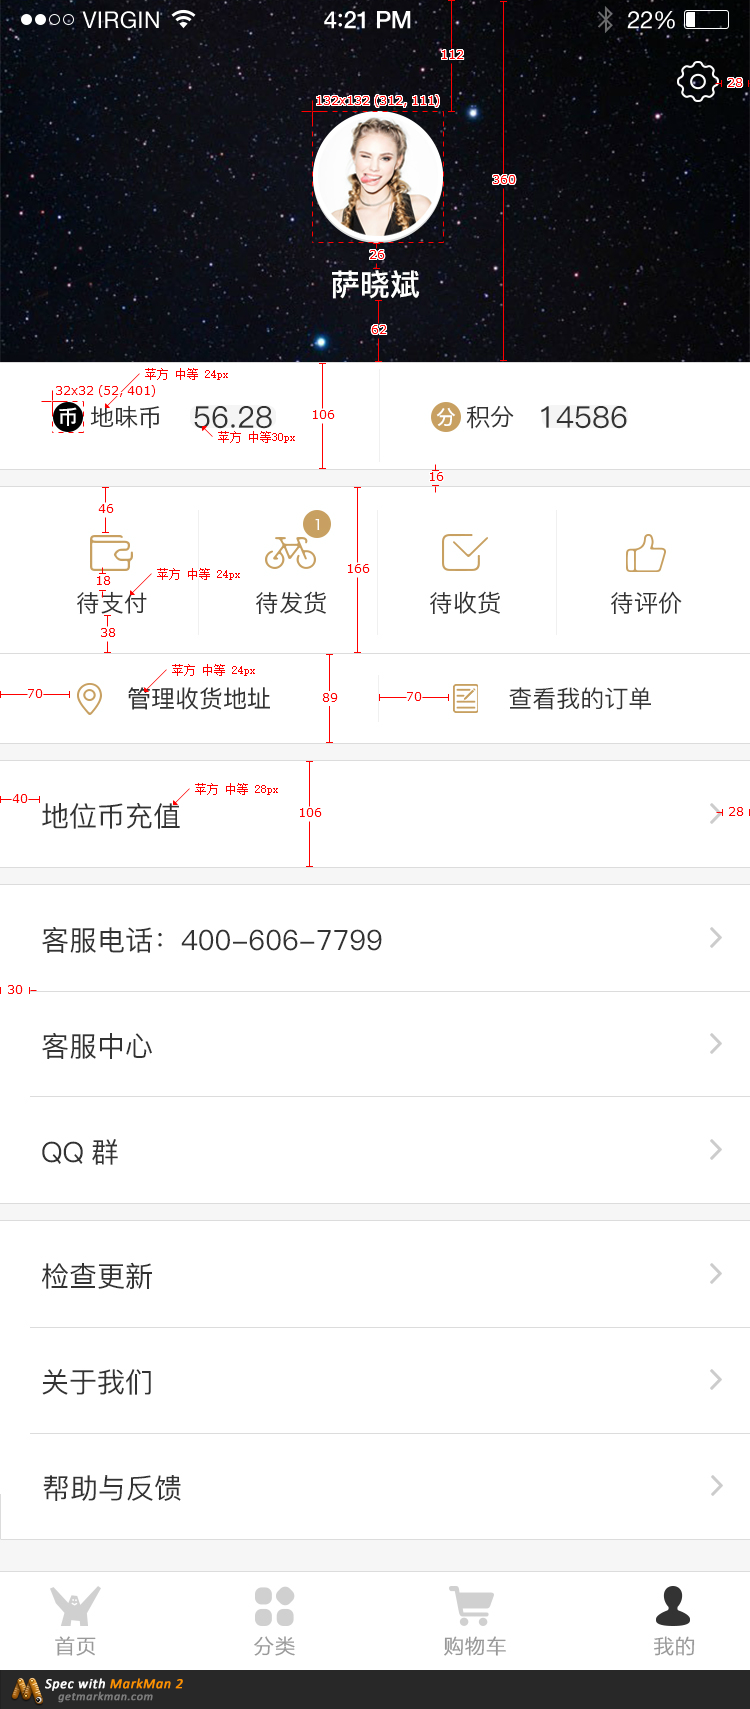 VIRGIN 4:21 PM 22%
112
28
132x132 (312, 111)
360
26
萨晓斌
62
苹方 中等 24px
32x32 (52, 401)
币 地味币 56.28 106 分 积分 14586
苹方 中等30px
16
46
1
166
18 苹方 中等 24px
待支付 待发货 待收货 待评价
38
苹方 中等 24px
70 管理收货地址 89 70 查看我的订单
苹方 中等 28px
40
地位币充值 106 28
客服电话：400-606-7799
30
客服中心
QQ 群
检查更新
关于我们
帮助与反馈
首页 分类 购物车 我的
Spec with MarkMan 2
getmarkman.com